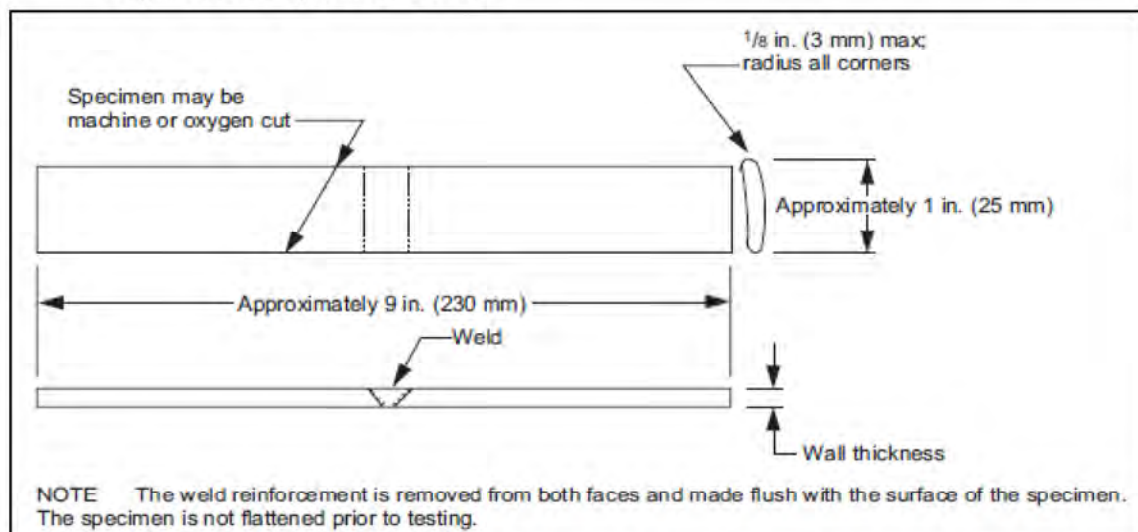 1/8 in. (3 mm) max;
radius all corners
Specimen may be
machine or oxygen cut
Approximately 1 in. (25 mm)
Approximately 9 in. (230 mm)
Weld
Wall thickness
NOTE The weld reinforcement is removed from both faces and made flush with the surface of the specimen.
The specimen is not flattened prior to testing.